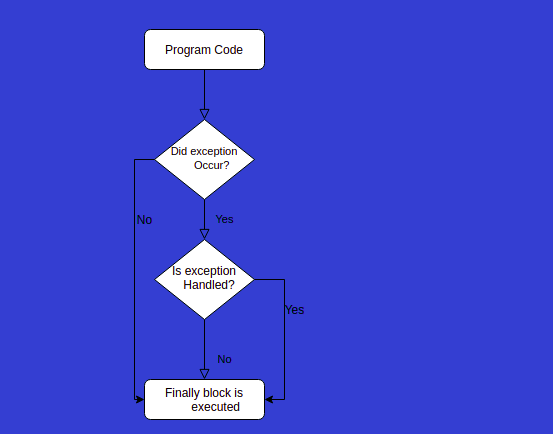 Program Code
Did exception
Occur?
No
Yes
Is exception
Handled?
Yes
No
Finally block is
executed